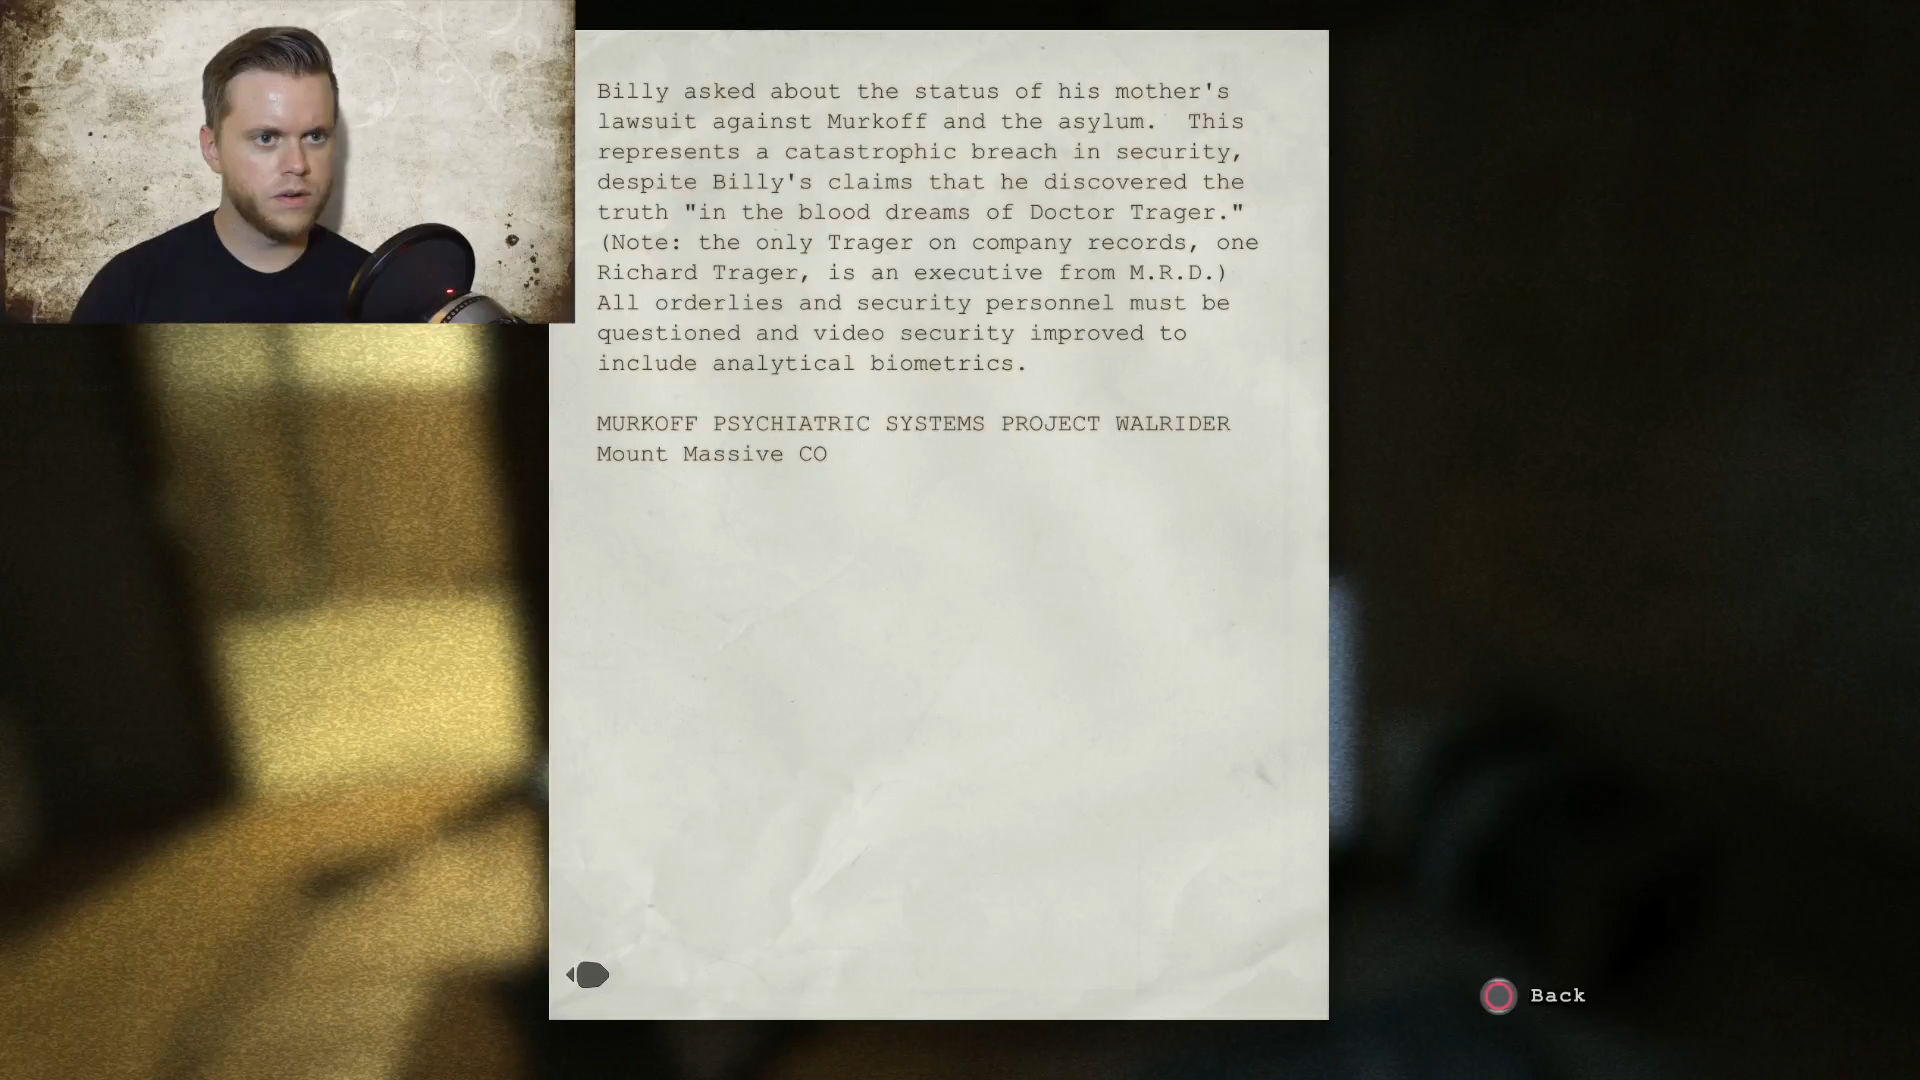 Billy asked about the status of his mother's
lawsuit against Murkoff and the asylum.  This
represents a catastrophic breach in security,
despite Billy's claims that he discovered the
truth "in the blood dreams of Doctor Trager."
(Note: the only Trager on company records, one
Richard Trager, is an executive from M.R.D.)
All orderlies and security personnel must be
questioned and video security improved to
include analytical biometrics.
MURKOFF PSYCHIATRIC SYSTEMS PROJECT WALRIDER
Mount Massive CO
Back